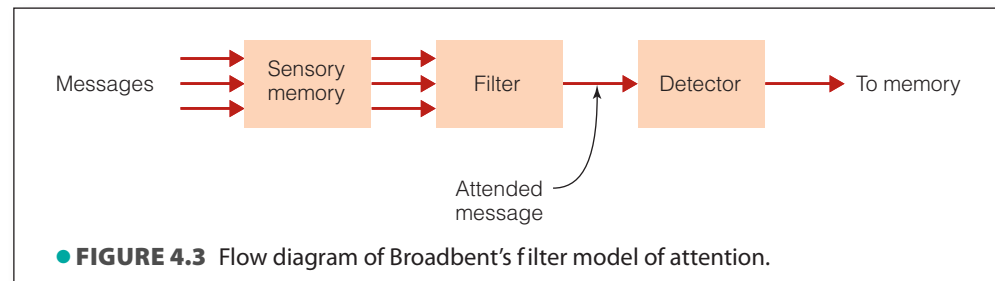 Messages
Sensory
memory
Filter
Detector
To memory
Attended
message
● FIGURE 4.3 Flow diagram of Broadbent's filter model of attention.